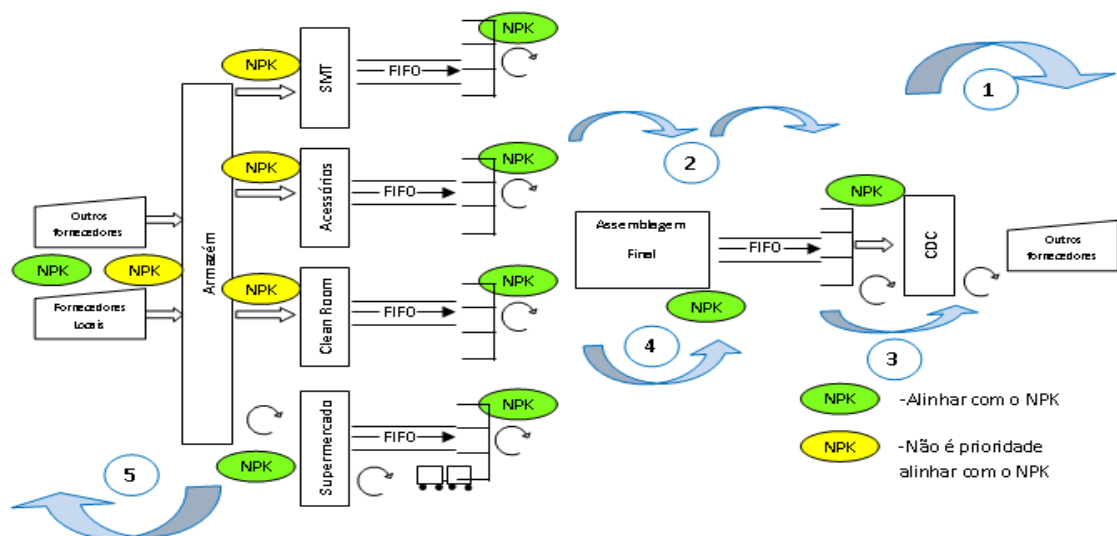 NPK
NPK
SMT
FIFO
1
NPK
NPK
Acessórios
FIFO
2
NPK
Outros
fornecedores
Assemblagem
Final
FIFO
CDC
Outros
fornecedores
NPK
NPK
Armazém
NPK
NPK
Clean Room
FIFO
NPK
Fornecedores
Locais
4
3
NPK
NPK
-Alinhar com o NPK
Supermercado
FIFO
NPK
-Não é prioridade
alinhar com o NPK
5
NPK